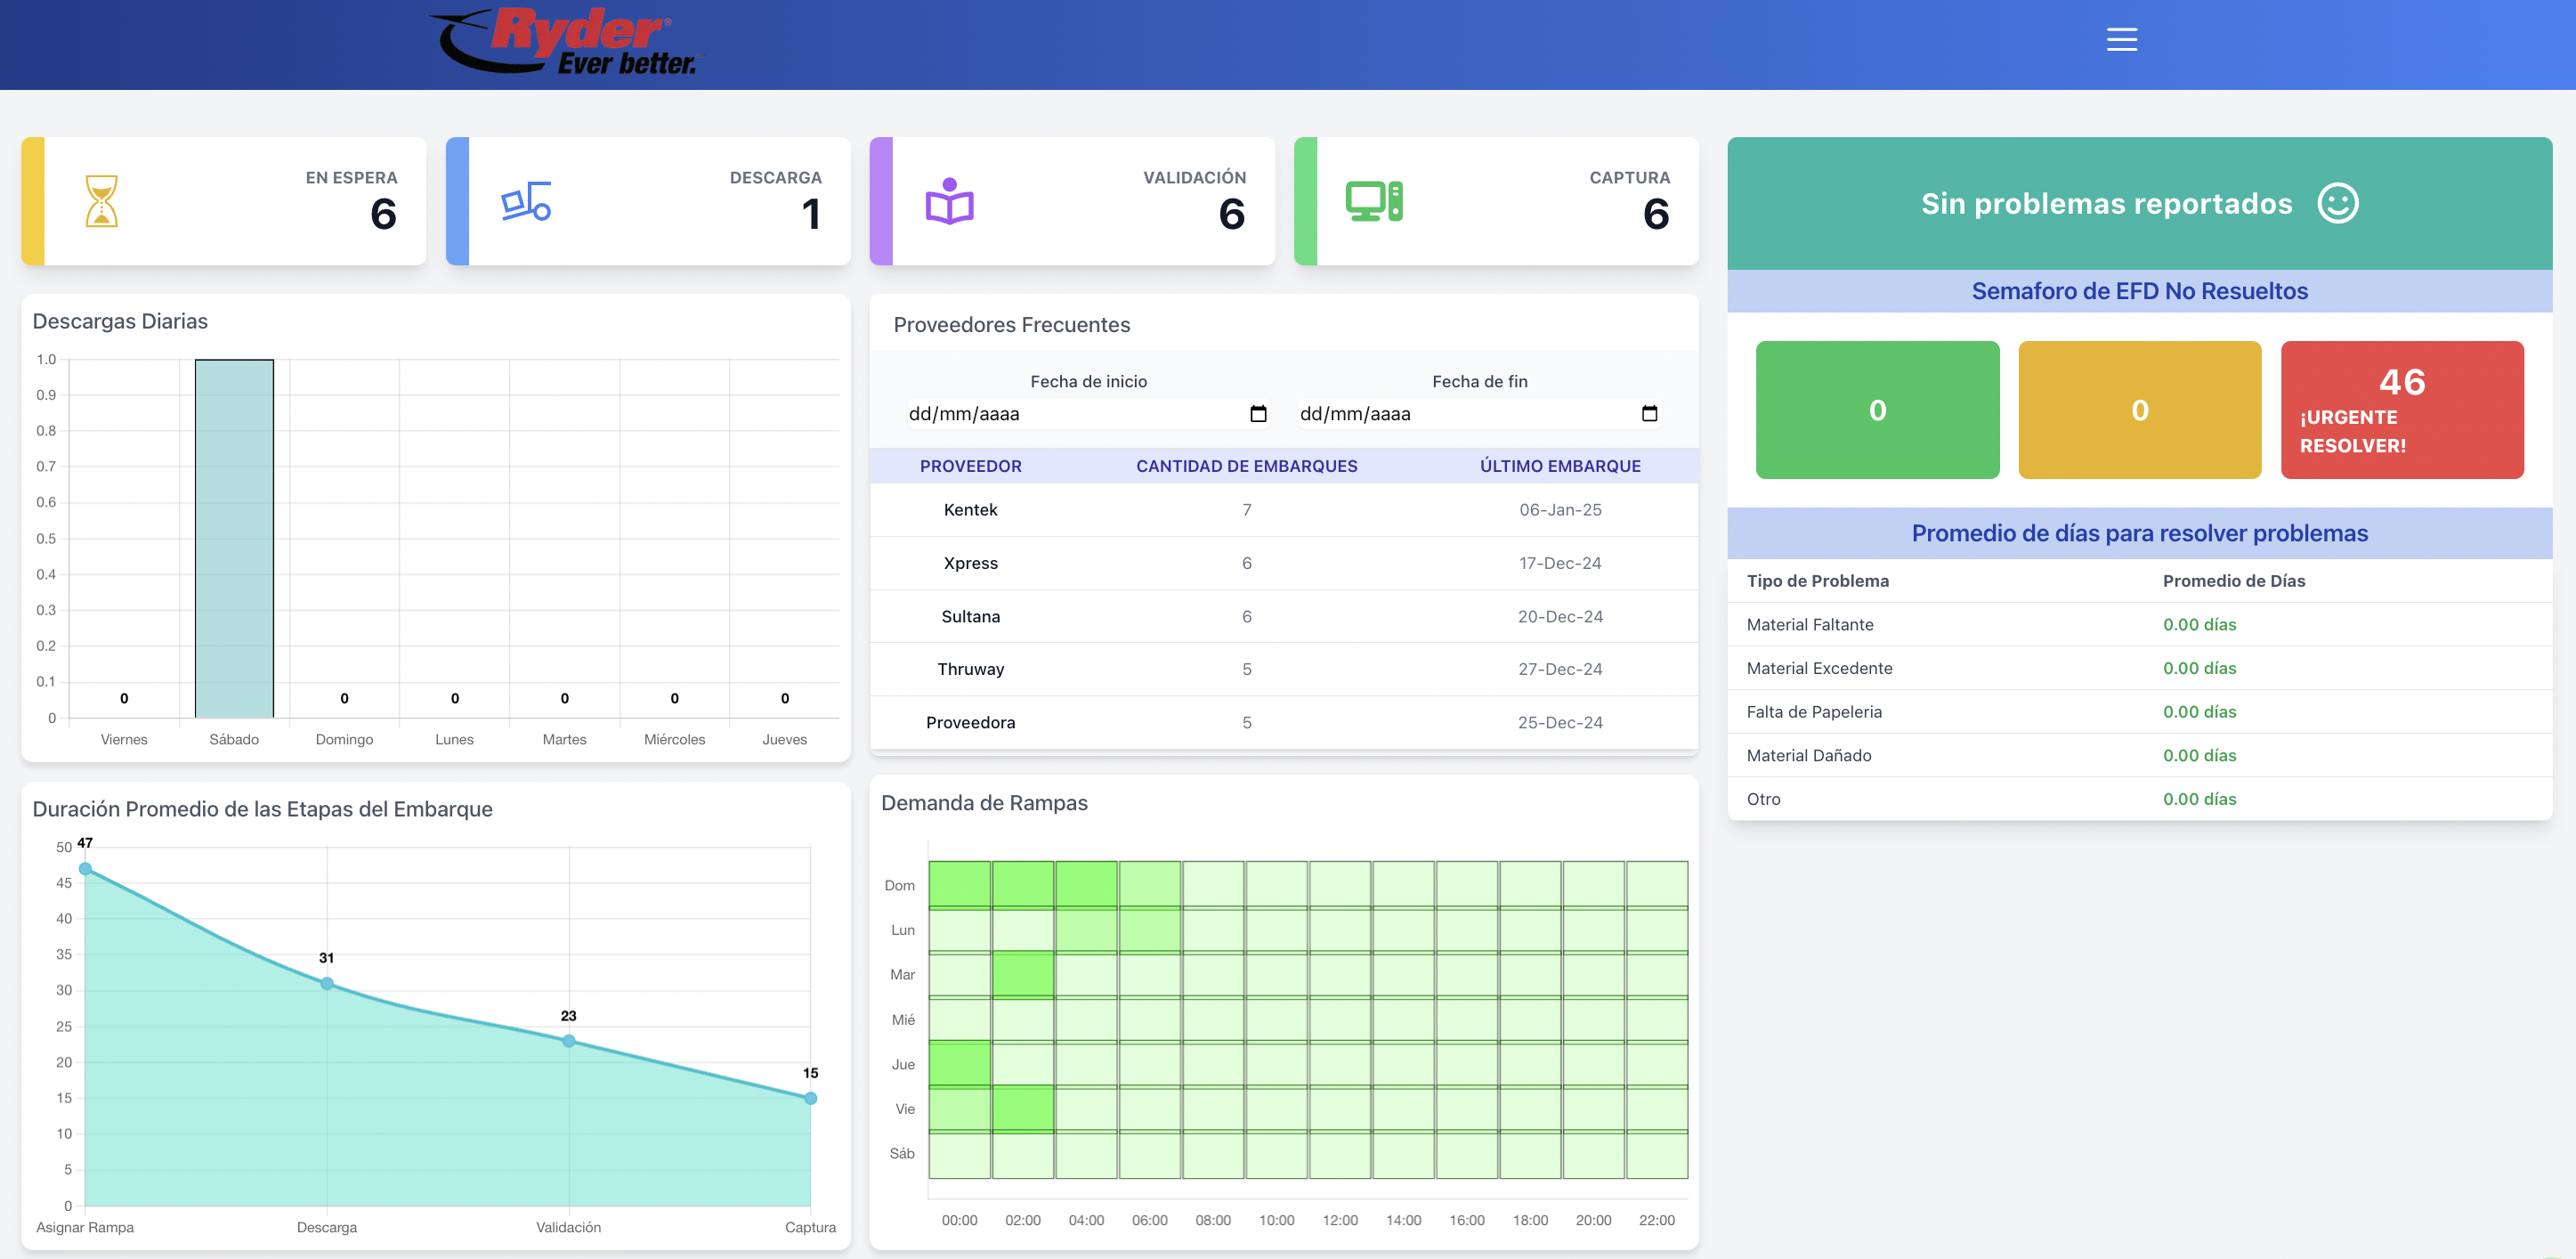 Ryder®
Ever better.
EN ESPERA
6
DESCARGA
1
VALIDACIÓN
6
CAPTURA
6
Descargas Diarias
1.0
0.9
0.8
0.7
0.6
0.5
0.4
0.3
0.2
0.1
0
0 0 0 0 0 0
Viernes Sábado Domingo Lunes Martes Miércoles Jueves
Proveedores Frecuentes
Fecha de inicio Fecha de fin
dd/mm/aaaa dd/mm/aaaa
PROVEEDOR CANTIDAD DE EMBARQUES ÚLTIMO EMBARQUE
Kentek 7 06-Jan-25
Xpress 6 17-Dec-24
Sultana 6 20-Dec-24
Thruway 5 27-Dec-24
Proveedora 5 25-Dec-24
Duración Promedio de las Etapas del Embarque
50
45
40
35
30
25
20
15
10
5
0
47
31
23
15
Asignar Rampa Descarga Validación Captura
Demanda de Rampas
Dom
Lun
Mar
Mié
Jue
Vie
Sáb
00:00 02:00 04:00 06:00 08:00 10:00 12:00 14:00 16:00 18:00 20:00 22:00
Sin problemas reportados
Semaforo de EFD No Resueltos
0
0
46
¡URGENTE
RESOLVER!
Promedio de días para resolver problemas
Tipo de Problema Promedio de Días
Material Faltante 0.00 días
Material Excedente 0.00 días
Falta de Papeleria 0.00 días
Material Dañado 0.00 días
Otro 0.00 días